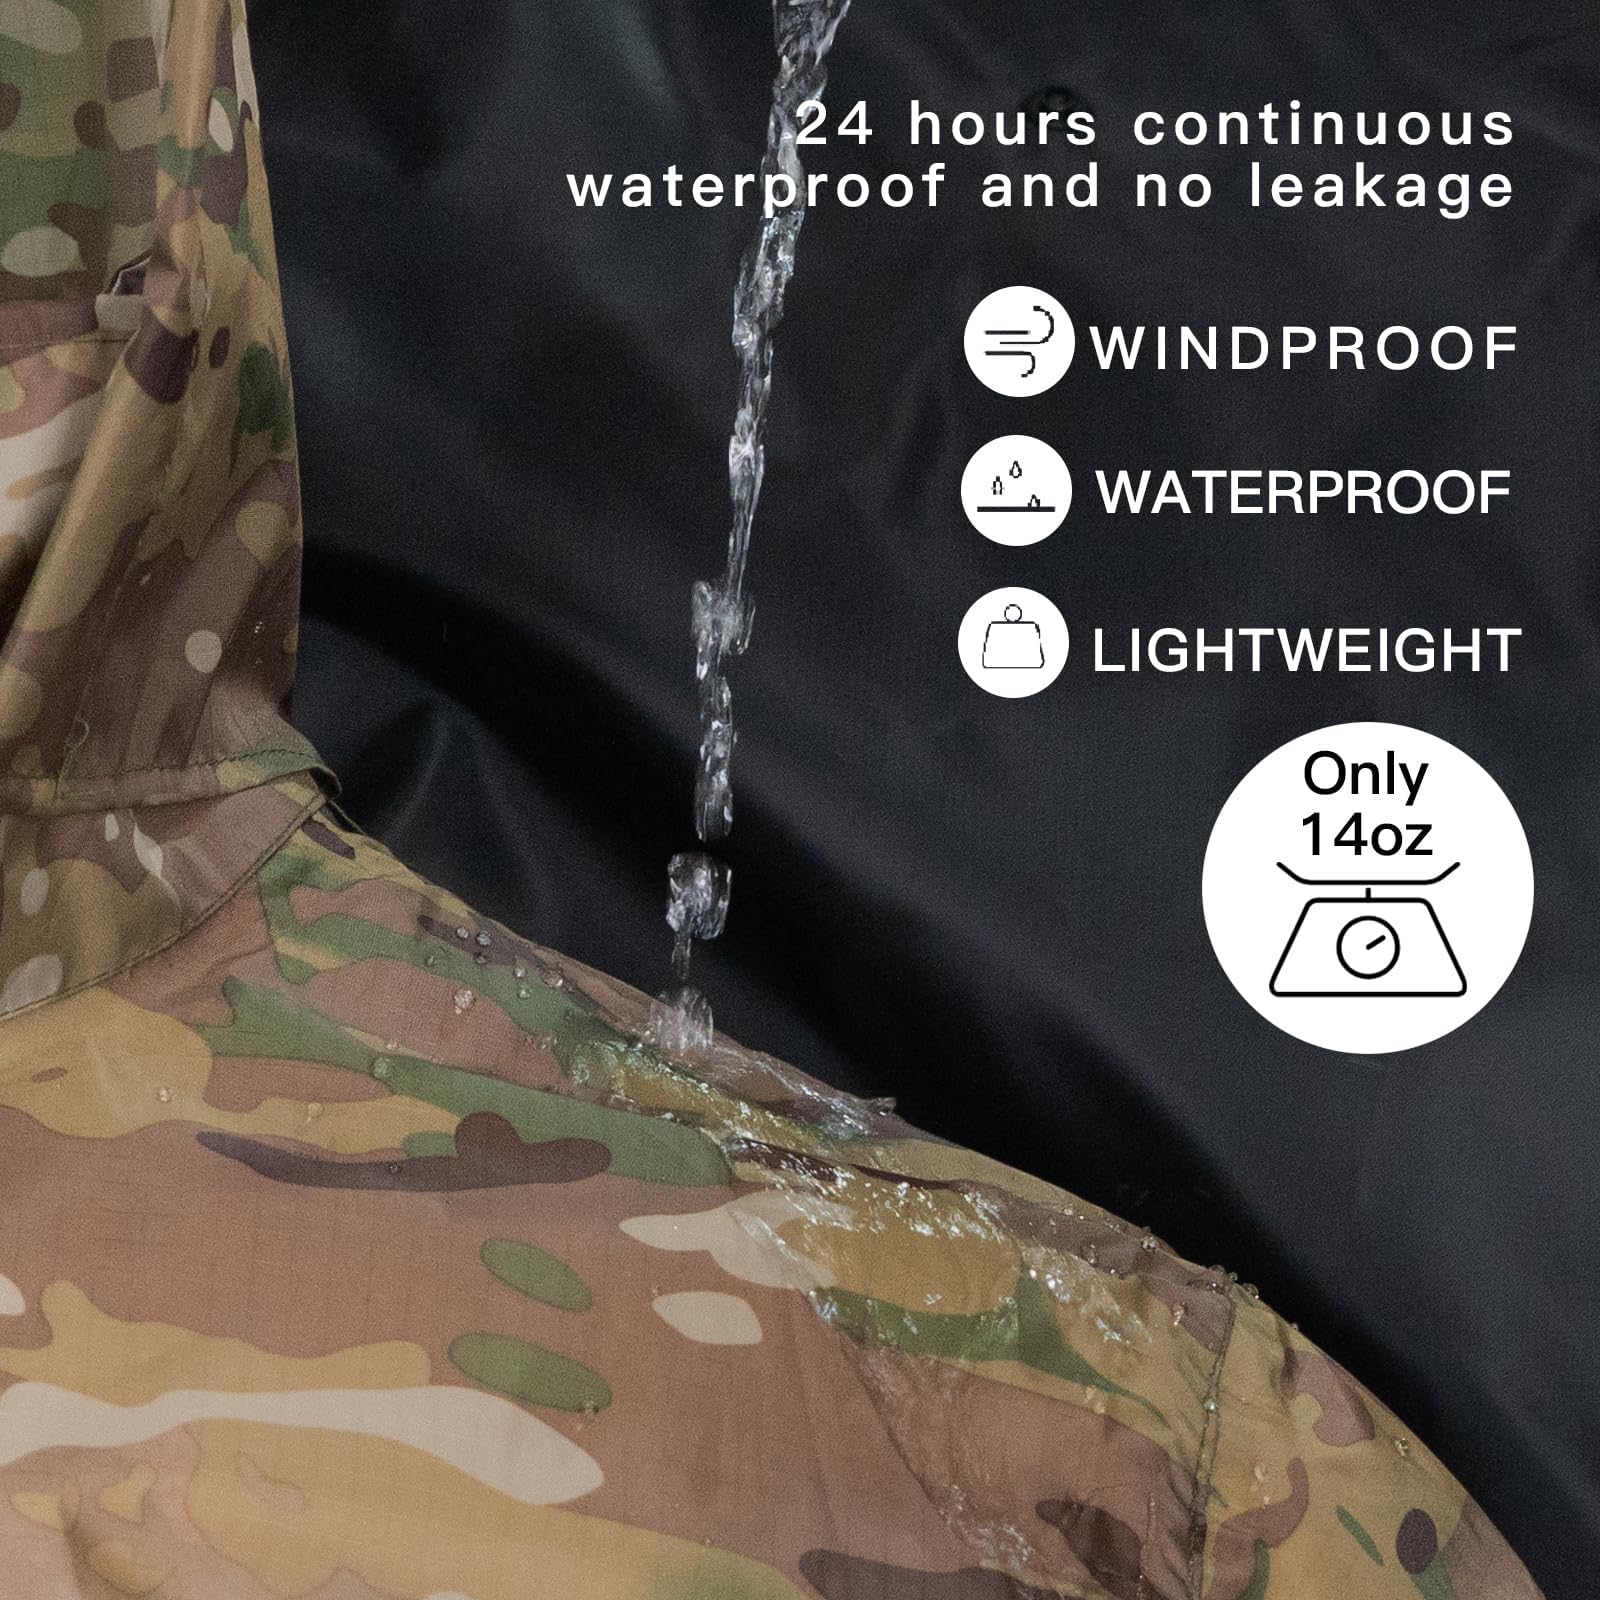 24 hours continuous
waterproof and no leakage
WINDPROOF
WATERPROOF
LIGHTWEIGHT
Only
14oz